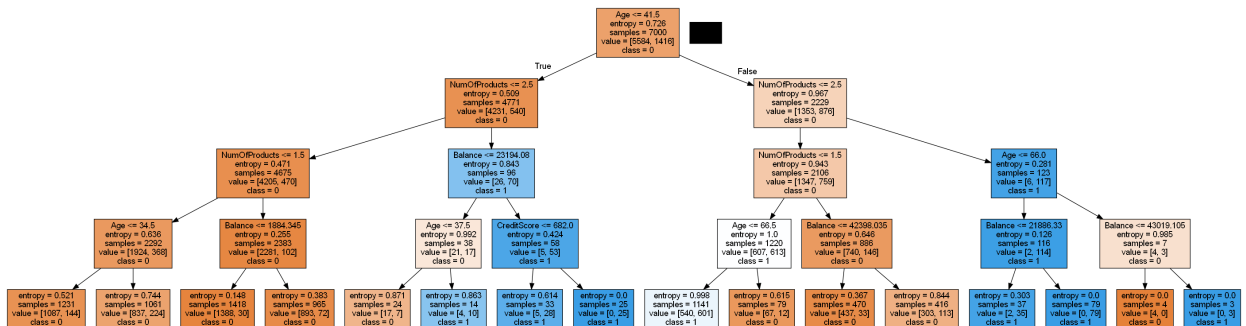 Age <= 41.5
entropy = 0.726
samples = 7000
value = [5584, 1416]
class = 0
True
False
NumOfProducts <= 2.5
entropy = 0.509
samples = 4771
value = [4231, 540]
class = 0
NumOfProducts <= 2.5
entropy = 0.967
samples = 2229
value = [1353, 876]
class = 0
NumOfProducts <= 1.5
entropy = 0.471
samples = 4675
value = [4205, 470]
class = 0
Balance <= 23194.08
entropy = 0.843
samples = 96
value = [26, 70]
class = 1
NumOfProducts <= 1.5
entropy = 0.943
samples = 2106
value = [1347, 759]
class = 0
Age <= 66.0
entropy = 0.281
samples = 123
value = [6, 117]
class = 1
Age <= 34.5
entropy = 0.636
samples = 2292
value = [1924, 368]
class = 0
Balance <= 1884.345
entropy = 0.255
samples = 2383
value = [2281, 102]
class = 0
Age <= 37.5
entropy = 0.992
samples = 38
value = [21, 17]
class = 0
CreditScore <= 682.0
entropy = 0.424
samples = 58
value = [5, 53]
class = 1
Age <= 66.5
entropy = 1.0
samples = 1220
value = [607, 613]
class = 1
Balance <= 42398.035
entropy = 0.646
samples = 886
value = [740, 146]
class = 0
Balance <= 21886.33
entropy = 0.126
samples = 116
value = [2, 114]
class = 1
Balance <= 43019.105
entropy = 0.985
samples = 7
value = [4, 3]
class = 0
entropy = 0.521
samples = 1231
value = [1087, 144]
class = 0
entropy = 0.744
samples = 1061
value = [837, 224]
class = 0
entropy = 0.148
samples = 1418
value = [1388, 30]
class = 0
entropy = 0.383
samples = 965
value = [893, 72]
class = 0
entropy = 0.871
samples = 24
value = [17, 7]
class = 0
entropy = 0.863
samples = 14
value = [4, 10]
class = 1
entropy = 0.614
samples = 33
value = [5, 28]
class = 1
entropy = 0.0
samples = 25
value = [0, 25]
class = 1
entropy = 0.998
samples = 1141
value = [540, 601]
class = 1
entropy = 0.615
samples = 79
value = [67, 12]
class = 0
entropy = 0.367
samples = 470
value = [437, 33]
class = 0
entropy = 0.844
samples = 416
value = [303, 113]
class = 0
entropy = 0.303
samples = 37
value = [2, 35]
class = 1
entropy = 0.0
samples = 79
value = [0, 79]
class = 1
entropy = 0.0
samples = 4
value = [4, 0]
class = 0
entropy = 0.0
samples = 3
value = [0, 3]
class = 1